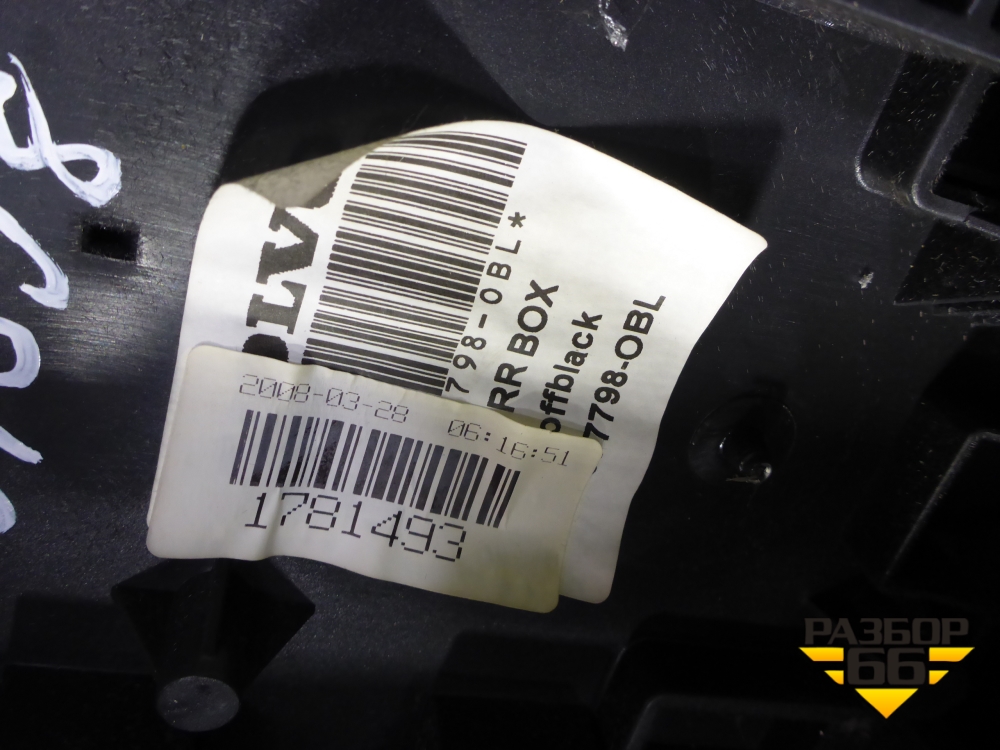 OLV
798-OBL*
RR BOX
offblack
7798-OBL
2008-03-28 06:16:51
1781493
РАЗБОР
66